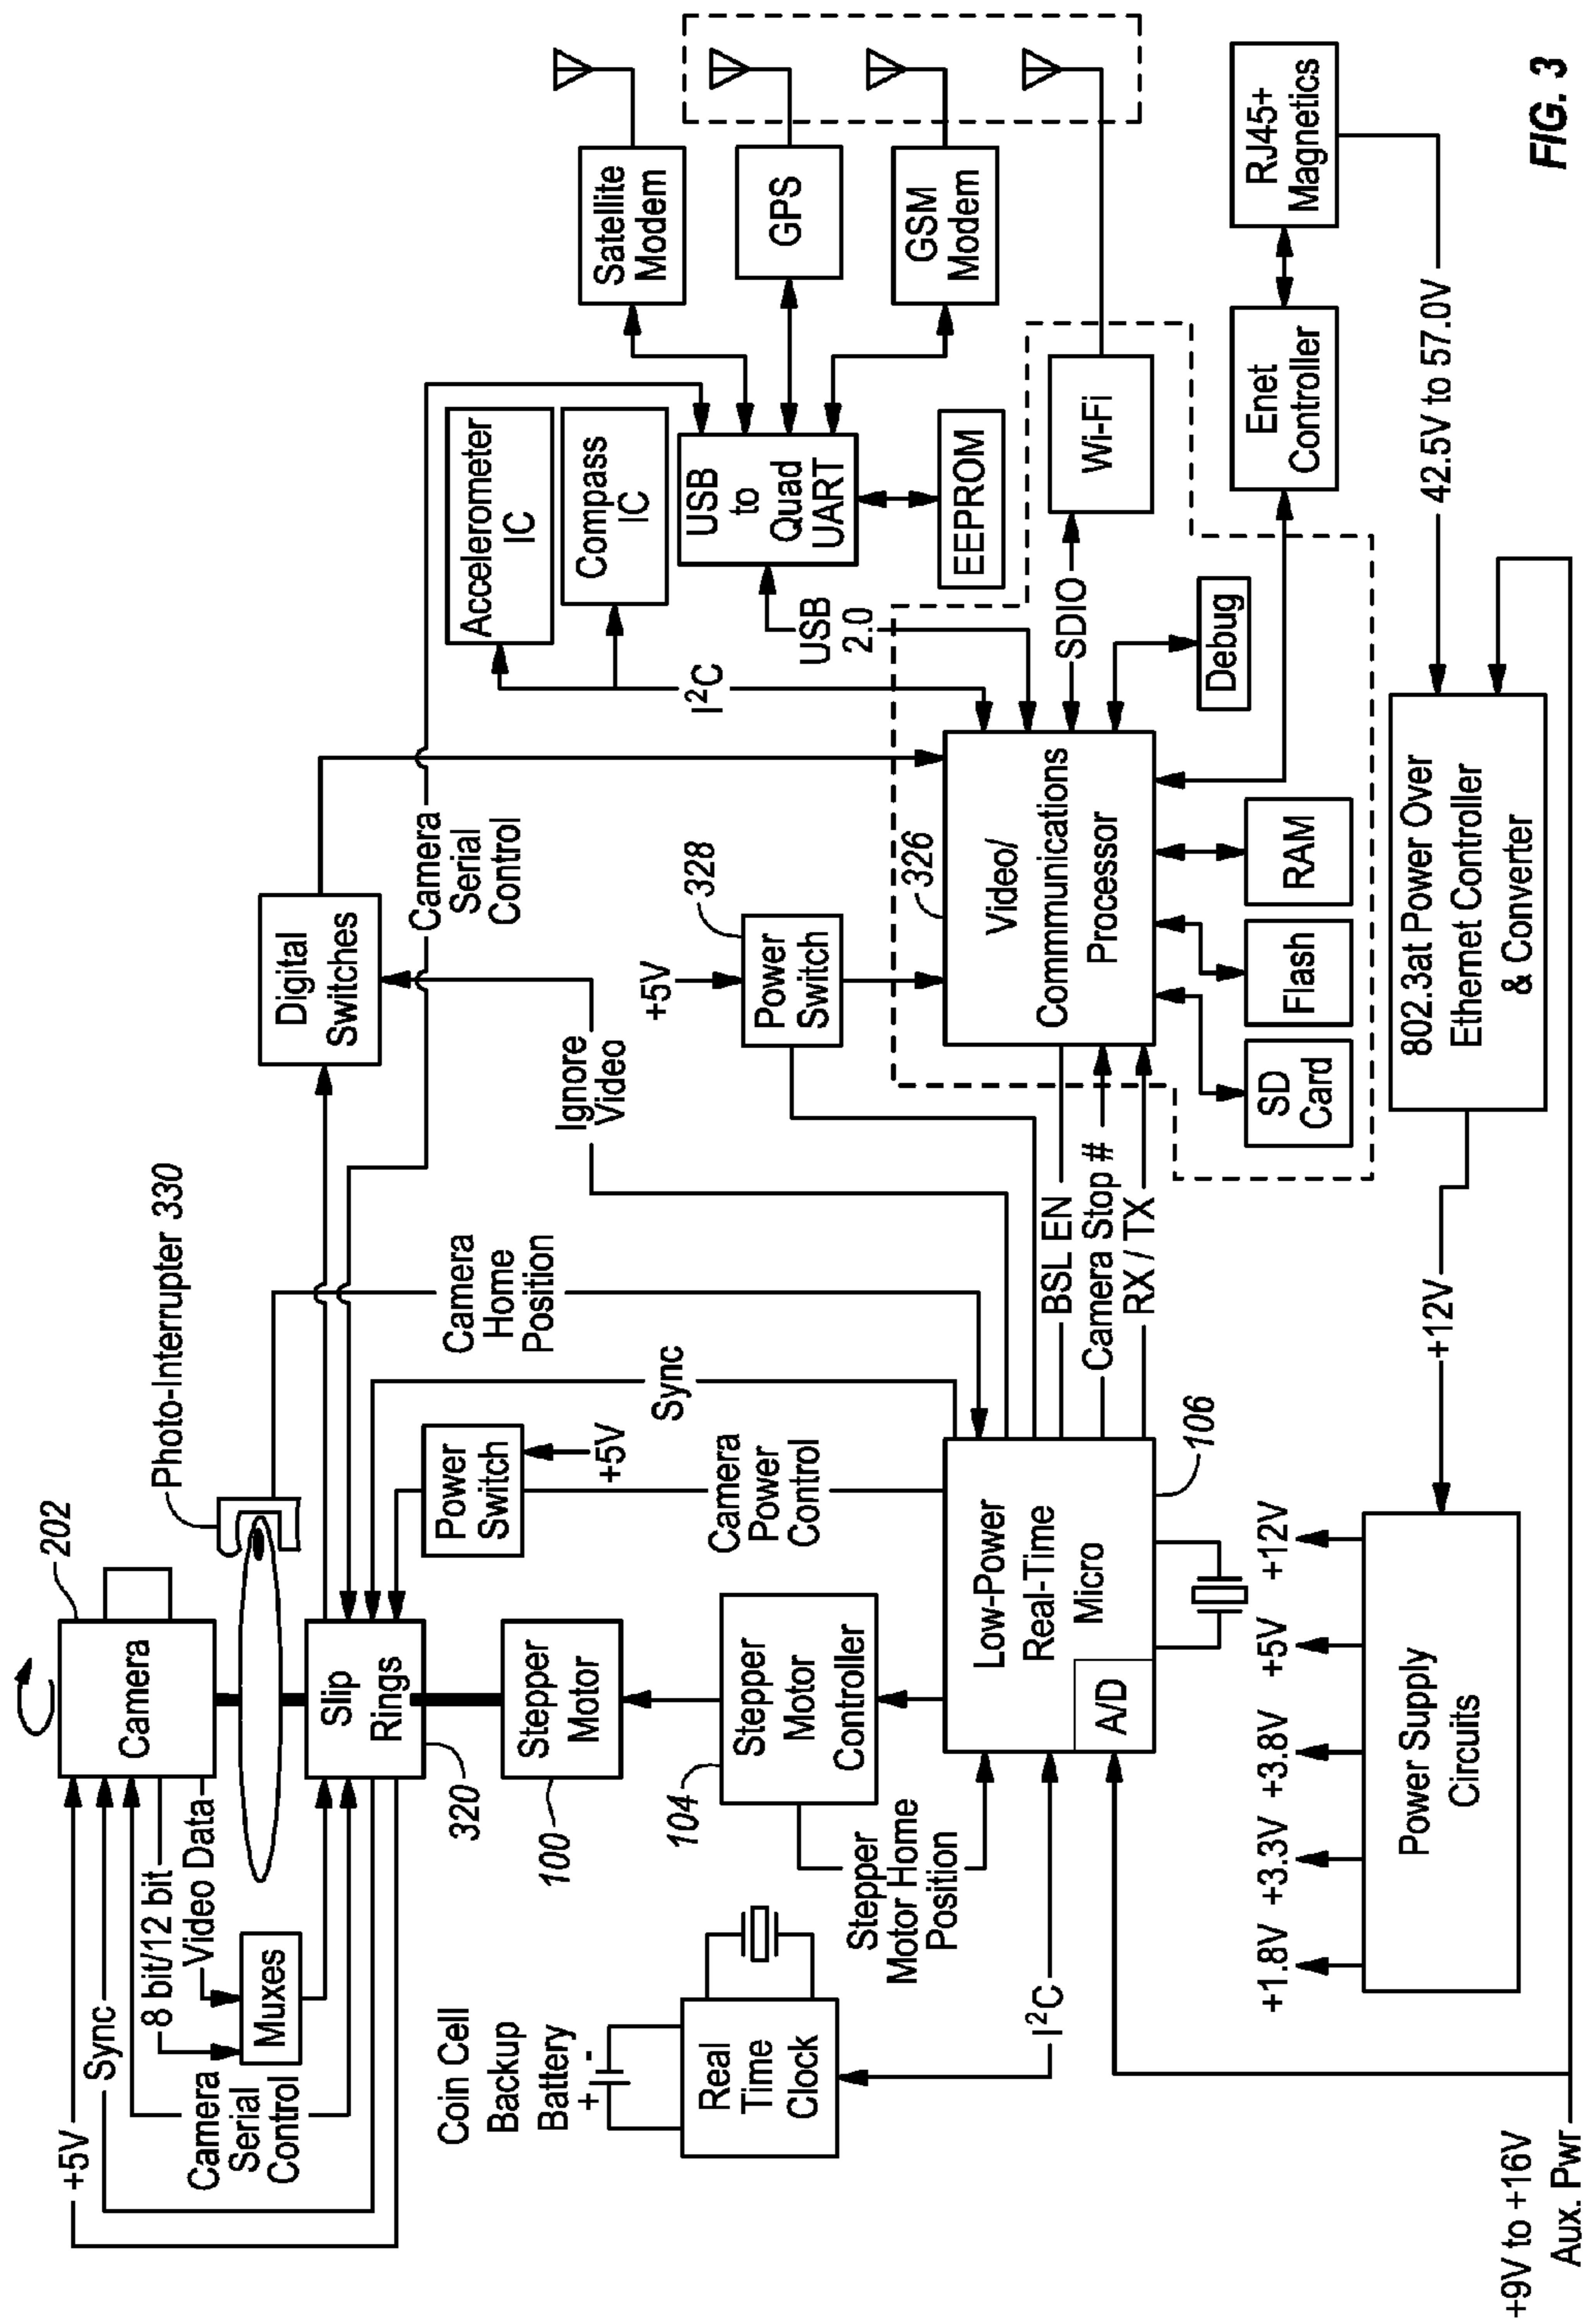 202
Photo-Interrupter 330
Camera
+5V
Sync
Camera
Serial
Control
8 bit/12 bit
Video Data
Muxes
Slip
Rings
320
Stepper
Motor
100
Power
Switch
+5V
Camera
Home
Position
Sync
Camera
Power
Control
Digital
Switches
Camera
Serial
Control
Ignore
Video
Accelerometer
IC
Compass
IC
I²C
USB
to
Quad
UART
USB
2.0
EEPROM
Satellite
Modem
GPS
GSM
Modem
Wi-Fi
SDIO
Debug
Coin Cell
Backup
Battery
+ -
Real
Time
Clock
I²C
104
Stepper
Motor
Controller
Stepper
Motor Home
Position
Low-Power
Real-Time
Micro
A/D
106
328
+5V
Power
Switch
326
Video/
Commmunications
Processor
BSL EN
Camera Stop #
RX / TX
SD
Card
Flash
RAM
Enet
Controller
RJ45+
Magnetics
42.5V to 57.0V
802.3at Power Over
Ethernet Controller
& Converter
+12V
+1.8V
+3.3V
+3.8V
+5V
+12V
Power Supply
Circuits
+9V to +16V
Aux. Pwr
FIG. 3